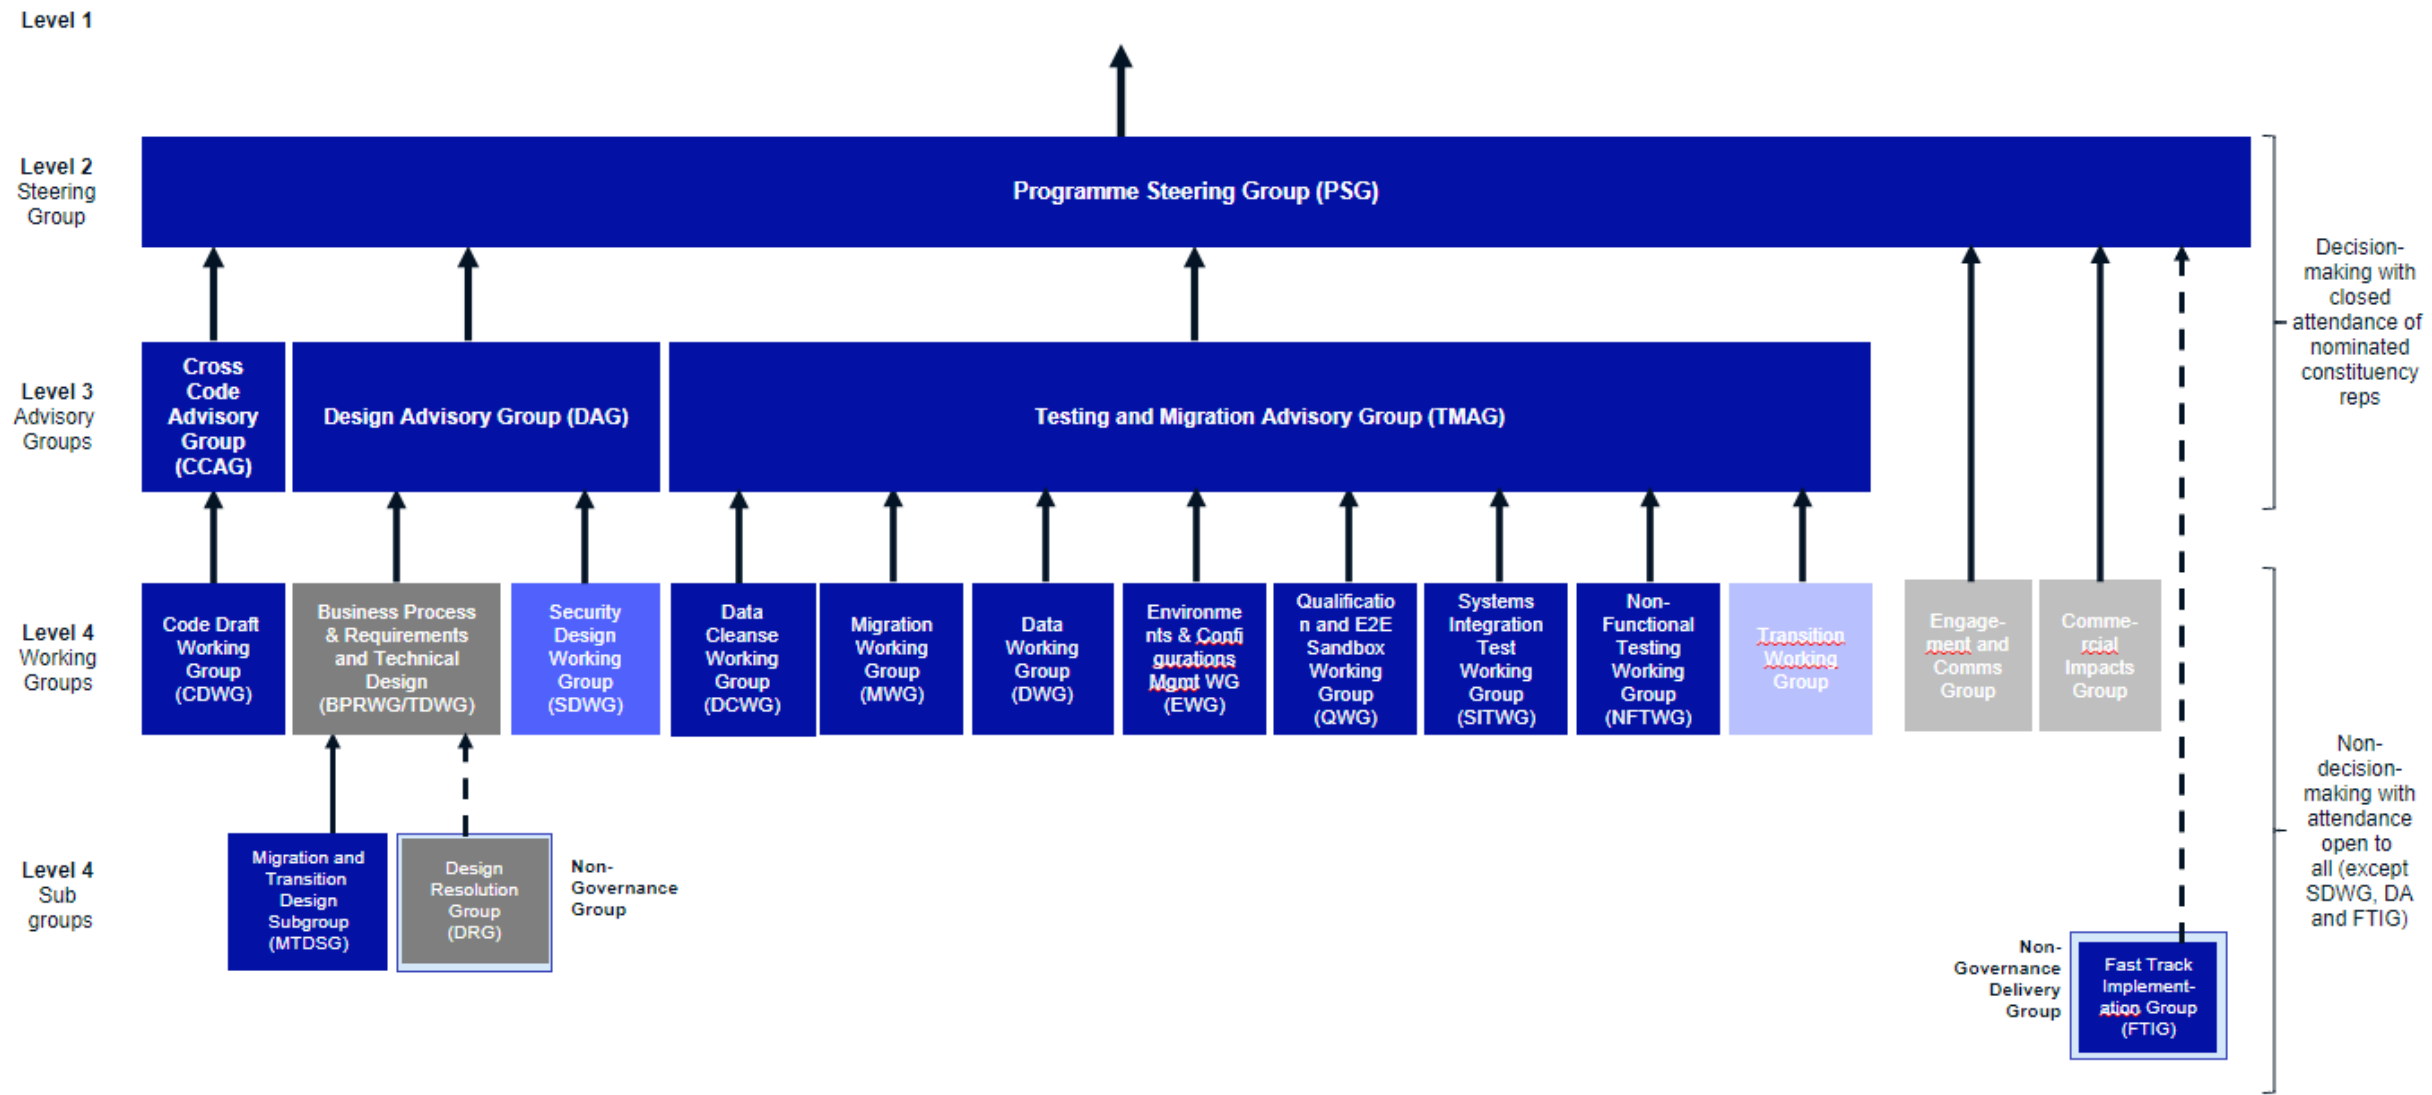 Level 1
Level 2
Steering
Group
Programme Steering Group (PSG)
Decision-
making with
closed
attendance of
nominated
constituency
reps
Level 3
Advisory
Groups
Cross
Code
Advisory
Group
(CCAG)
Design Advisory Group (DAG)
Testing and Migration Advisory Group (TMAG)
Level 4
Working
Groups
Code Draft
Working
Group
(CDWG)
Business Process
& Requirements
and Technical
Design
(BPRWG/TDWG)
Security
Design
Working
Group
(SDWG)
Data
Cleanse
Working
Group
(DCWG)
Migration
Working
Group
(MWG)
Data
Working
Group
(DWG)
Environme
nts & Confi
gurations
Mgmt WG
(EWG)
Qualificatio
n and E2E
Sandbox
Working
Group
(QWG)
Systems
Integration
Test
Working
Group
(SITWG)
Non-
Functional
Testing
Working
Group
(NFTWG)
Transition
Working
Group
Engage-
ment and
Comms
Group
Comme-
rcial
Impacts
Group
Non-
decision-
making with
attendance
open to
all (except
SDWG, DA
and FTIG)
Level 4
Sub
groups
Migration and
Transition
Design
Subgroup
(MTDSG)
Design
Resolution
Group
(DRG)
Non-
Governance
Group
Non-
Governance
Delivery
Group
Fast Track
Implement-
ation Group
(FTIG)